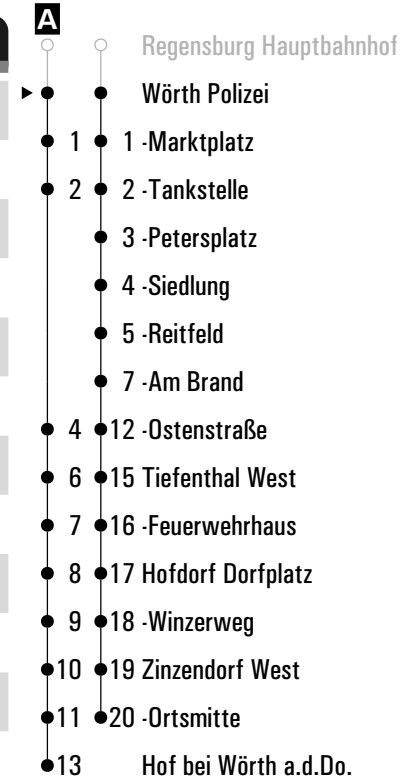 A
Regensburg Hauptbahnhof
Wörth Polizei
1 1 -Marktplatz
2 2 -Tankstelle
3 -Petersplatz
4 -Siedlung
5 -Reitfeld
7 -Am Brand
4 12 -Ostenstraße
6 15 Tiefenthal West
7 16 -Feuerwehrhaus
8 17 Hofdorf Dorfplatz
9 18 -Winzerweg
10 19 Zinzendorf West
11 20 -Ortsmitte
13 Hof bei Wörth a.d.Do.